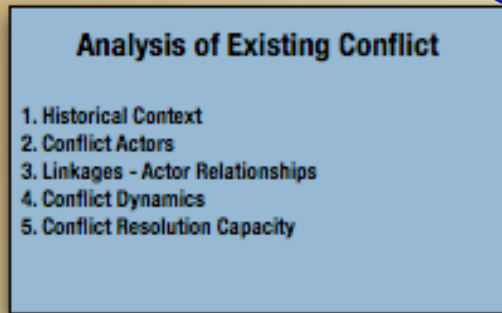 Analysis of Existing Conflict
1. Historical Context
2. Conflict Actors
3. Linkages - Actor Relationships
4. Conflict Dynamics
5. Conflict Resolution Capacity